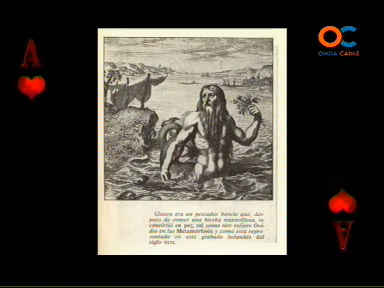 A
OC
ONDA CADIZ
Glauco era un pescador beocio que, des-
pués de comer una hierba maravillosa, se
convirtió en pez, tal como nos refiere Ovi-
dio en las Metamorfosis y como esta repre-
sentado en este grabado holandés del
siglo XVII.
A